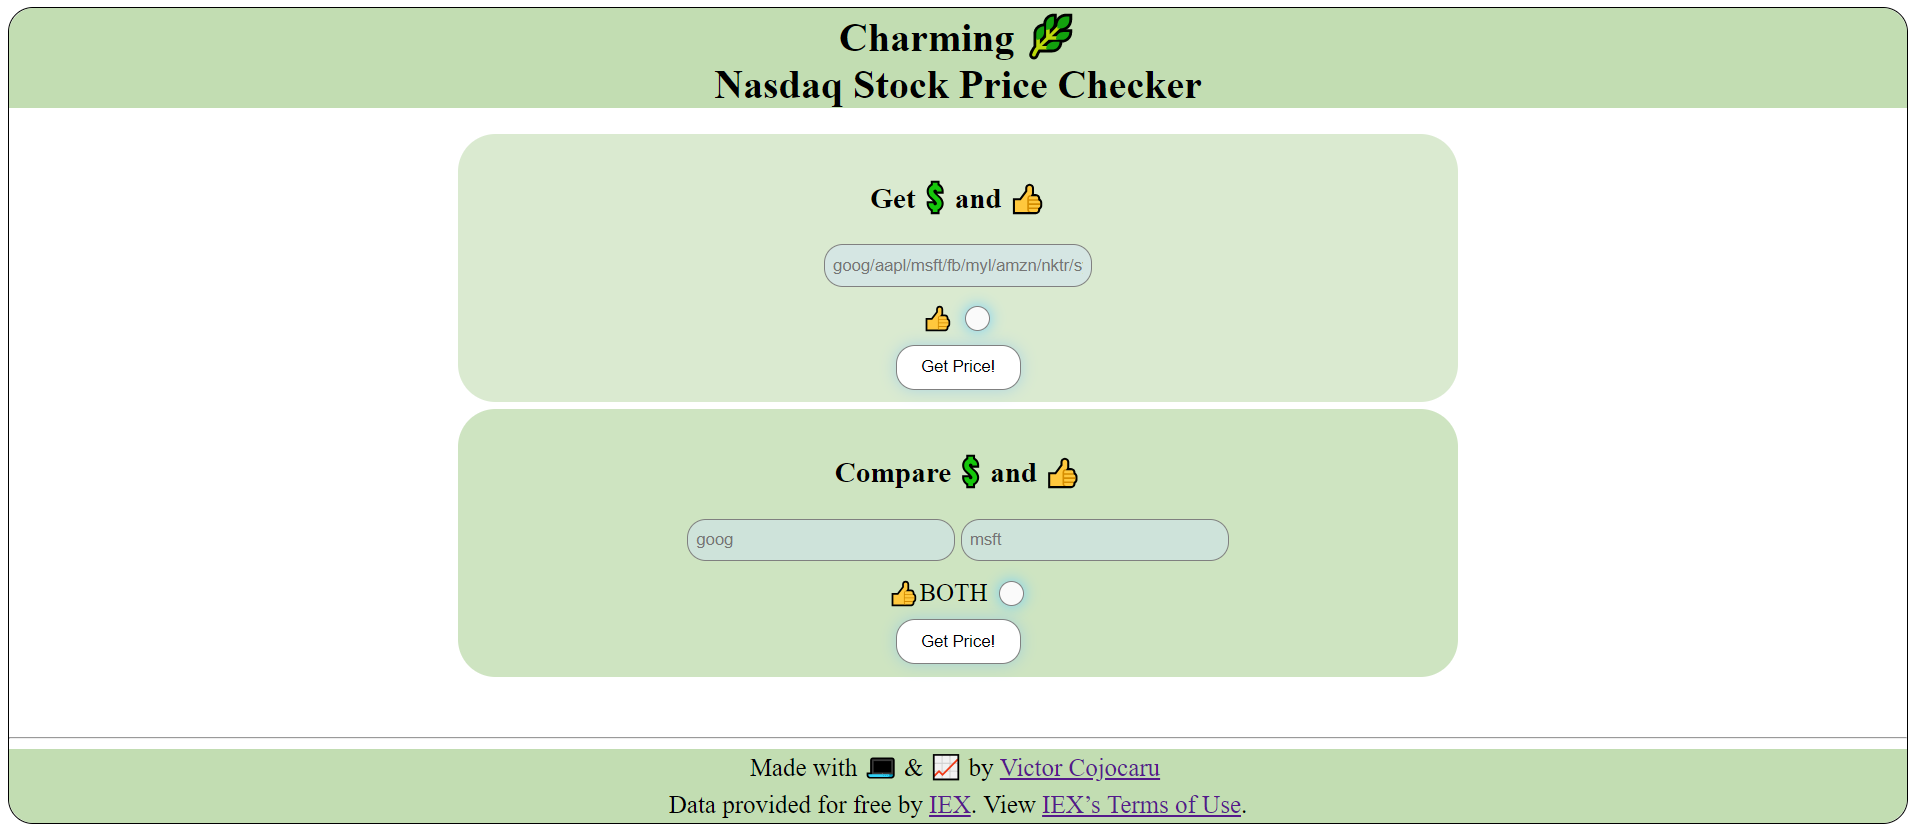 Charming 🌿
Nasdaq Stock Price Checker
Get 💲 and 👍
goog/aapl/msft/fb/myl/amzn/nktr/s
👍
Get Price!
Compare 💲 and 👍
goog msft
👍BOTH
Get Price!
Made with 💻 & 📈 by Victor Cojocaru
Data provided for free by IEX. View IEX’s Terms of Use.